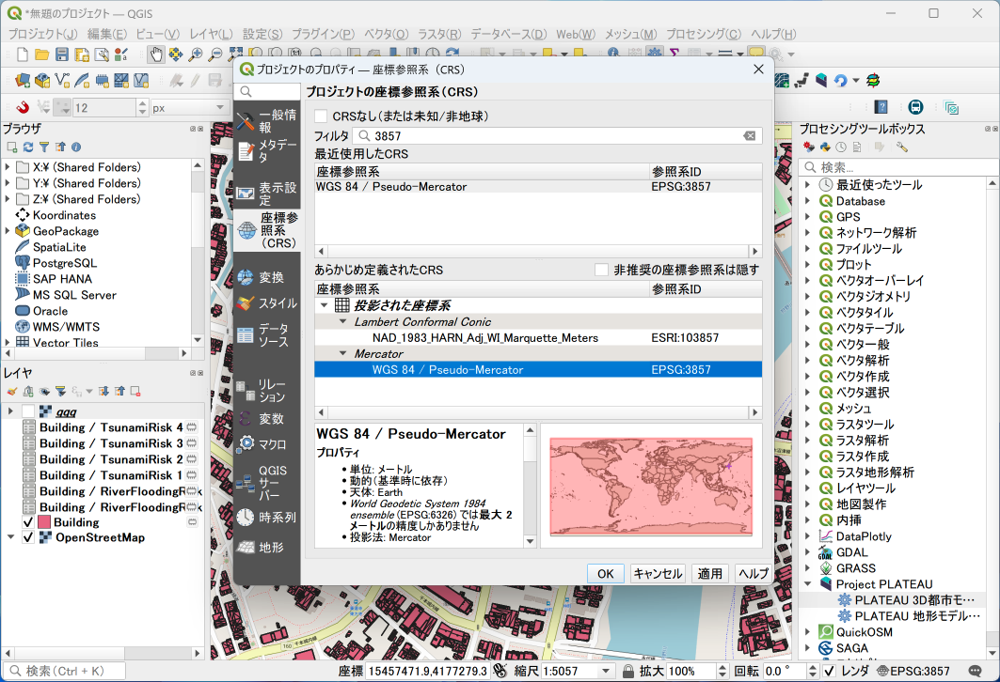 *無題のプロジェクト — QGIS
プロジェクト(J) 編集(E) ビュー(V) レイヤ(L) 設定(S) プラグイン(P) ベクタ(O) ラスタ(R) データベース(D) Web(W) メッシュ(M) プロセシング(C) ヘルプ(H)
12 px
ブラウザ
X:¥ (Shared Folders)
Y:¥ (Shared Folders)
Z:¥ (Shared Folders)
Koordinates
GeoPackage
SpatiaLite
PostgreSQL
SAP HANA
MS SQL Server
Oracle
WMS/WMTS
Vector Tiles
レイヤ
qqq
Building / TsunamiRisk 4
Building / TsunamiRisk 3
Building / TsunamiRisk 2
Building / TsunamiRisk 1
Building / RiverFloodingR
Building / RiverFloodingR
Building
OpenStreetMap
プロジェクトのプロパティ — 座標参照系 (CRS)
一般情報
メタデータ
表示設定
座標参照系(CRS)
変換
スタイル
データソース
リレーション
変数
マクロ
QGISサーバー
時系列
地形
プロジェクトの座標参照系(CRS)
CRSなし(または未知/非地球)
フィルタ 3857
最近使用したCRS
座標参照系 参照系ID
WGS 84 / Pseudo-Mercator EPSG:3857
あらかじめ定義されたCRS 非推奨の座標参照系は隠す
座標参照系 参照系ID
投影された座標系
Lambert Conformal Conic
NAD_1983_HARN_Adj_WI_Marquette_Meters ESRI:103857
Mercator
WGS 84 / Pseudo-Mercator EPSG:3857
WGS 84 / Pseudo-Mercator
プロパティ
• 単位: メートル
• 動的(基準時に依存)
• 天体: Earth
• World Geodetic System 1984
ensemble (EPSG:6326) では最大 2
メートルの精度しかありません
• 投影法: Mercator
OK キャンセル 適用 ヘルプ
プロセシングツールボックス
検索...
最近使ったツール
Database
GPS
ネットワーク解析
ファイルツール
プロット
ベクタオーバーレイ
ベクタジオメトリ
ベクタタイル
ベクタテーブル
ベクタ一般
ベクタ解析
ベクタ作成
ベクタ選択
メッシュ
ラスタツール
ラスタ解析
ラスタ作成
ラスタ地形解析
レイヤツール
地図製作
内挿
DataPlotly
GDAL
GRASS
Project PLATEAU
PLATEAU 3D都市モ…
PLATEAU 地形モデル…
QuickOSM
SAGA
160
検索(Ctrl + K) 座標 15457471.9,4177279.3 縮尺 1:5057 拡大 100% 回転 0.0 ° レンダ EPSG:3857